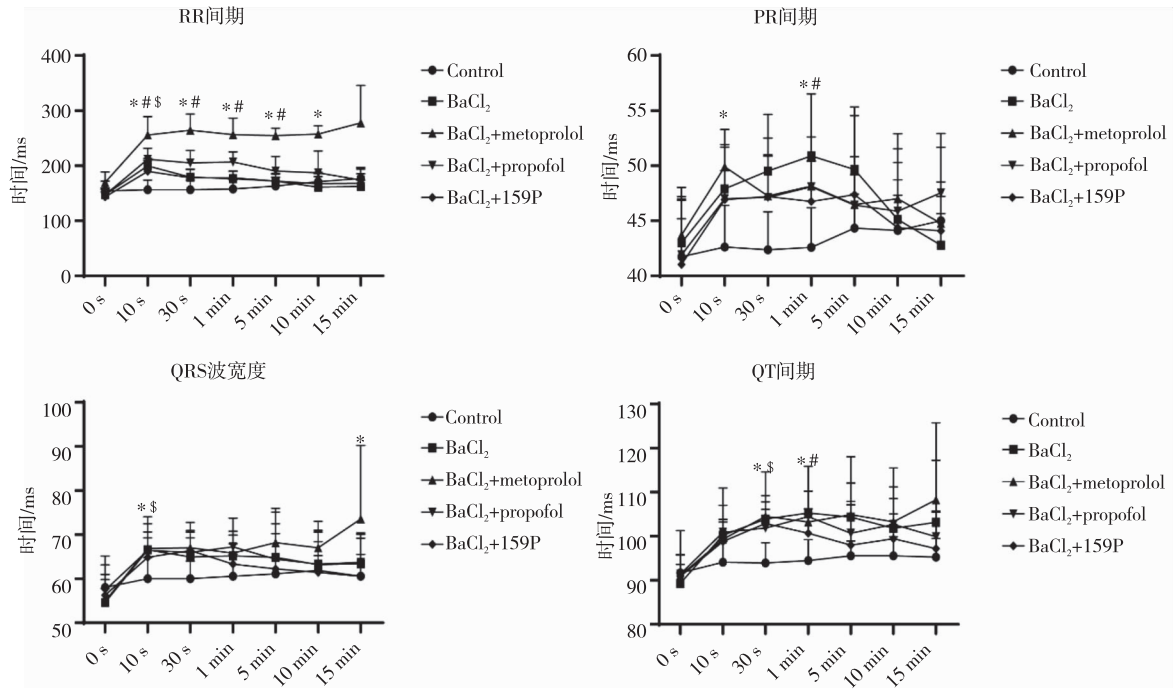 RR间期
400
300
200
100
0
时间/ms
*#$
*#
*#
*#
*
0 s
10 s
30 s
1 min
5 min
10 min
15 min
Control
BaCl₂
BaCl₂+metoprolol
BaCl₂+propofol
BaCl₂+159P
PR间期
60
55
50
45
40
时间/ms
*
*#
0 s
10 s
30 s
1 min
5 min
10 min
15 min
Control
BaCl₂
BaCl₂+metoprolol
BaCl₂+propofol
BaCl₂+159P
QRS波宽度
100
90
80
70
60
50
时间/ms
*$
*
0 s
10 s
30 s
1 min
5 min
10 min
15 min
Control
BaCl₂
BaCl₂+metoprolol
BaCl₂+propofol
BaCl₂+159P
QT间期
130
120
110
100
90
80
时间/ms
*$
*#
0 s
10 s
30 s
1 min
5 min
10 min
15 min
Control
BaCl₂
BaCl₂+metoprolol
BaCl₂+propofol
BaCl₂+159P